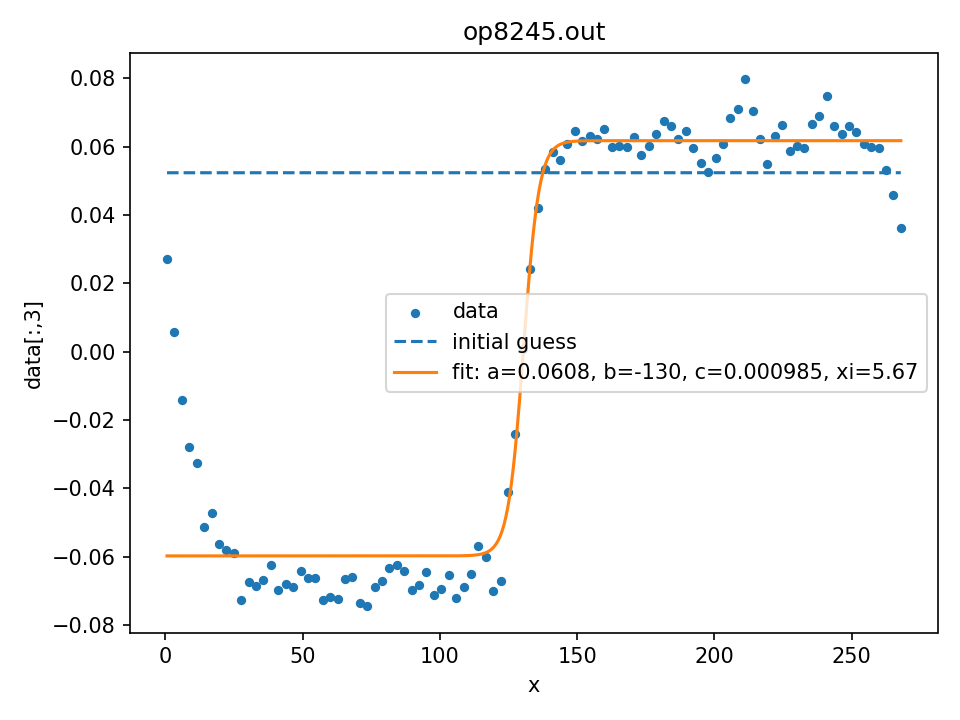 op8245.out
0.08
0.06
0.04
0.02
0.00
−0.02
−0.04
−0.06
−0.08
data[:,3]
data
initial guess
fit: a=0.0608, b=-130, c=0.000985, xi=5.67
0 50 100 150 200 250
x